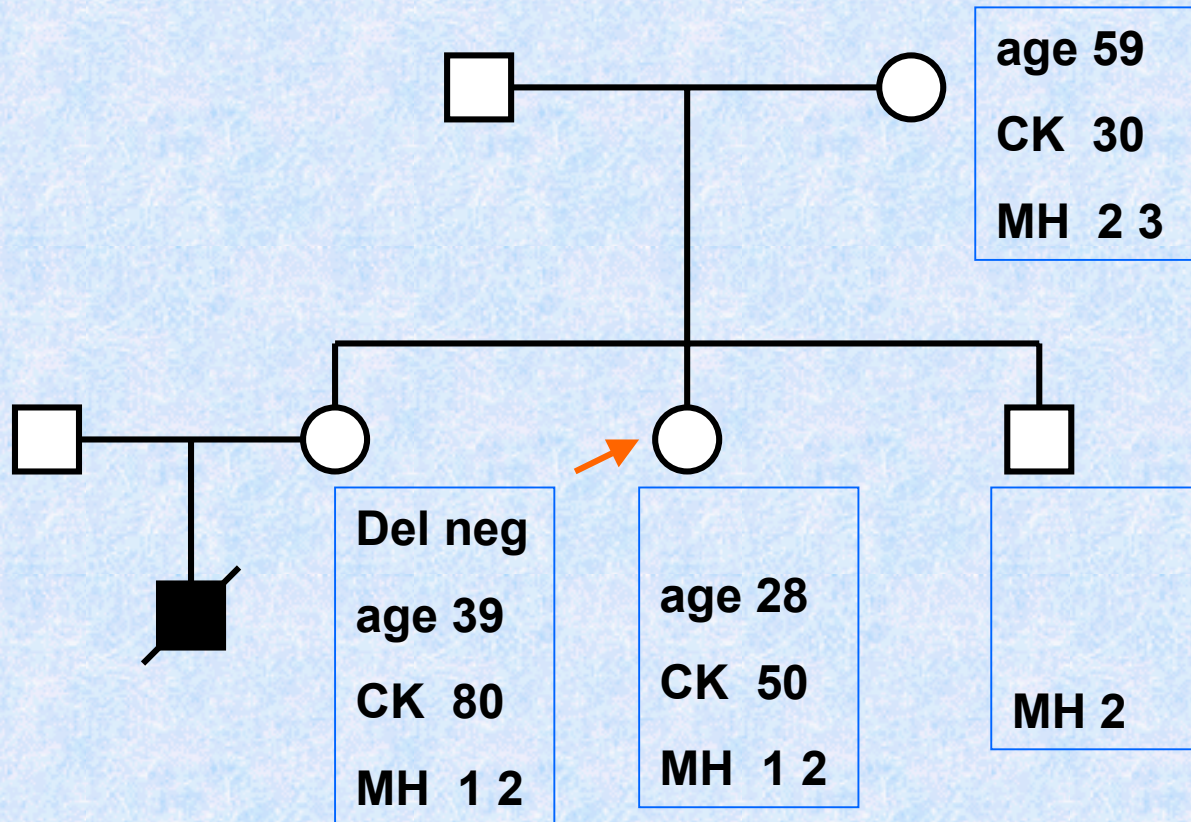 age 59
CK 30
MH 2 3
Del neg
age 39
CK 80
MH 1 2
age 28
CK 50
MH 1 2
MH 2